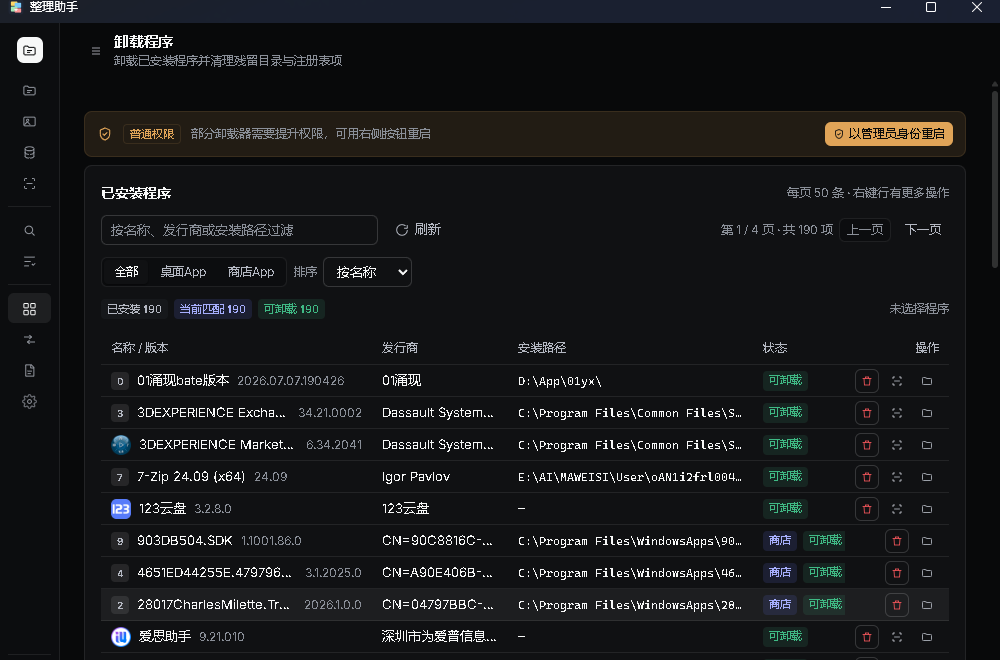 整理助手
卸载程序
卸载已安装程序并清理残留目录与注册表项
普通权限 部分卸载器需要提升权限，可用右侧按钮重启 以管理员身份重启
已安装程序 每页 50 条 · 右键行有更多操作
按名称、发行商或安装路径过滤 刷新 第 1 / 4 页 · 共 190 项 上一页 下一页
全部 桌面App 商店App 排序 按名称
已安装 190 当前匹配 190 可卸载 190 未选择程序
名称 / 版本 发行商 安装路径 状态 操作
0 01涌现bate版本 2026.07.07.190426 01涌现 D:\App\01yx\ 可卸载
3 3DEXPERIENCE Excha... 34.21.0002 Dassault System... C:\Program Files\Common Files\S… 可卸载
3DEXPERIENCE Market... 6.34.2041 Dassault System... C:\Program Files\Common Files\S… 可卸载
7 7-Zip 24.09 (x64) 24.09 Igor Pavlov E:\AI\MAWEISI\User\oAN1i2frl004… 可卸载
123 123云盘 3.2.8.0 123云盘 — 可卸载
9 903DB504.SDK 1.1001.86.0 CN=90C8816C-... C:\Program Files\WindowsApps\90… 商店 可卸载
4 4651ED44255E.479796... 3.1.2025.0 CN=A90E406B-... C:\Program Files\WindowsApps\46… 商店 可卸载
2 28017CharlesMilette.Tr... 2026.1.0.0 CN=04797BBC-... C:\Program Files\WindowsApps\28… 商店 可卸载
爱思助手 9.21.010 深圳市为爱普信息... — 可卸载